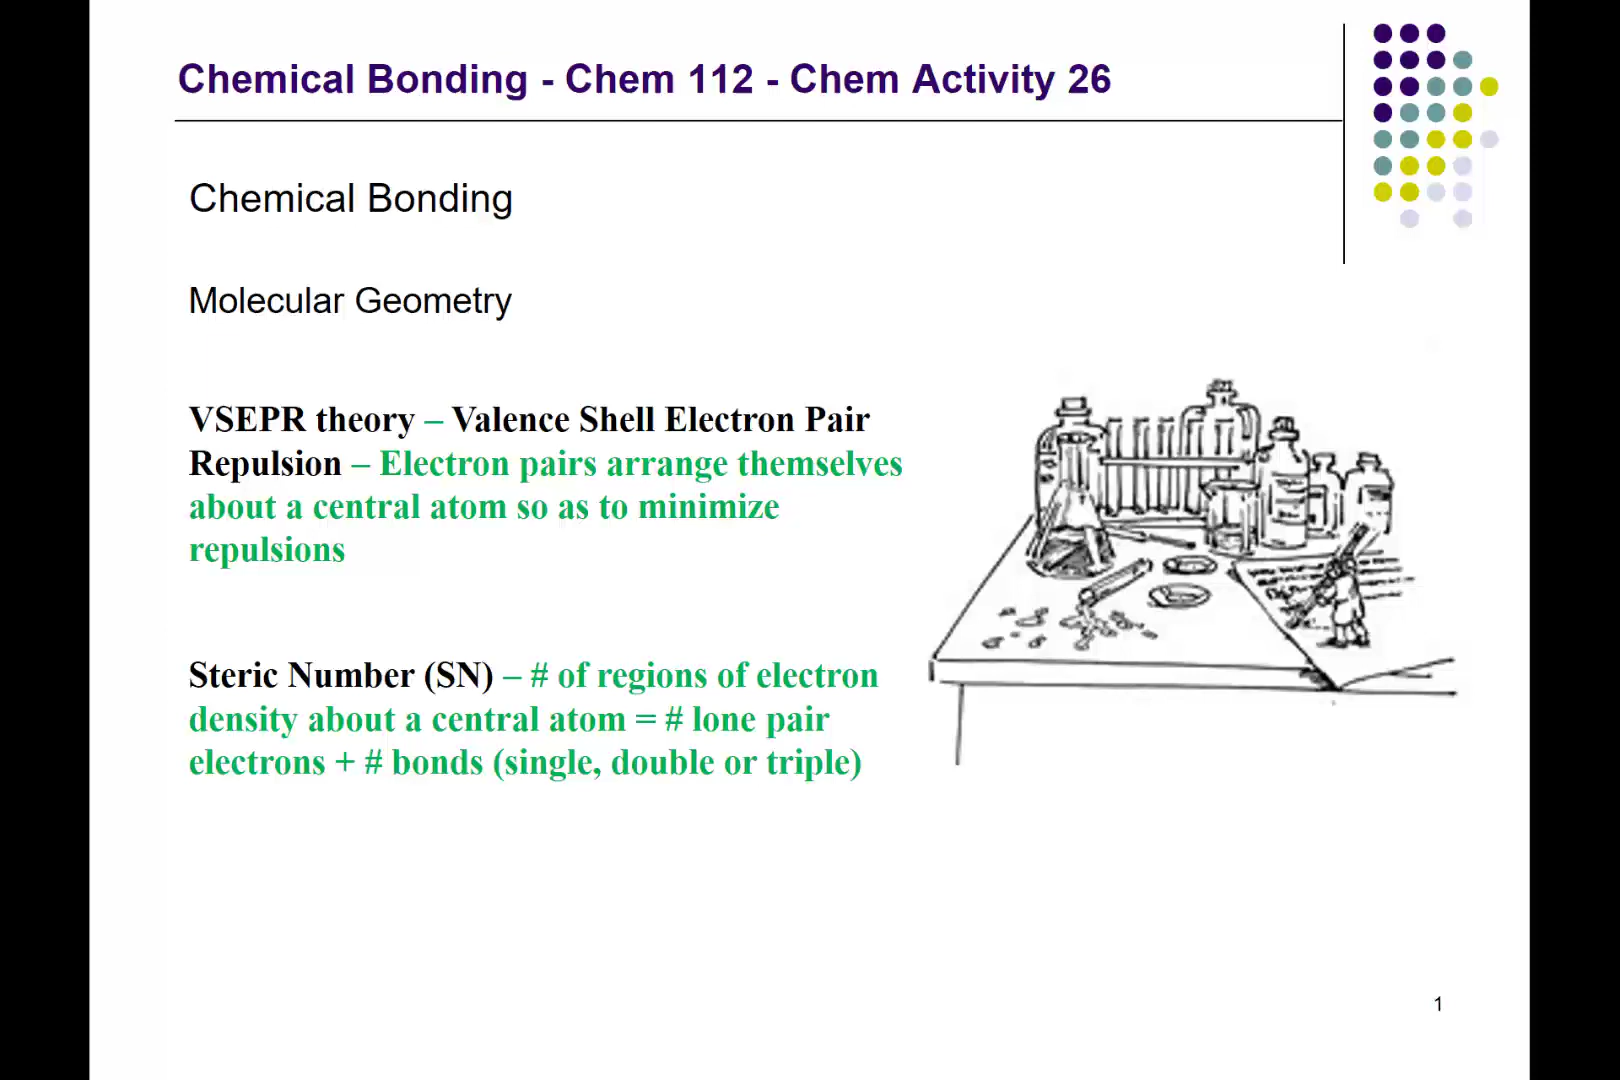 Chemical Bonding - Chem 112 - Chem Activity 26
Chemical Bonding
Molecular Geometry
VSEPR theory – Valence Shell Electron Pair
Repulsion – Electron pairs arrange themselves
about a central atom so as to minimize
repulsions
Steric Number (SN) – # of regions of electron
density about a central atom = # lone pair
electrons + # bonds (single, double or triple)
1